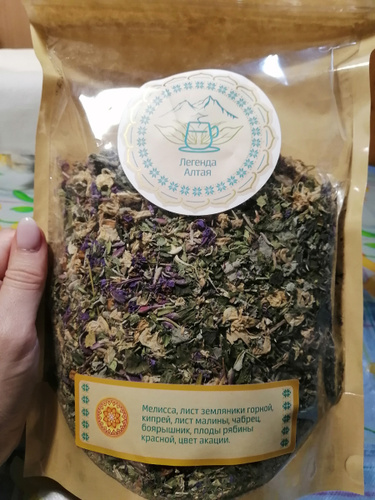 Легенда
Алтая
Мелисса, лист земляники горной,
кипрей, лист малины, чабрец,
боярышник, плоды рябины
красной, цвет акации.